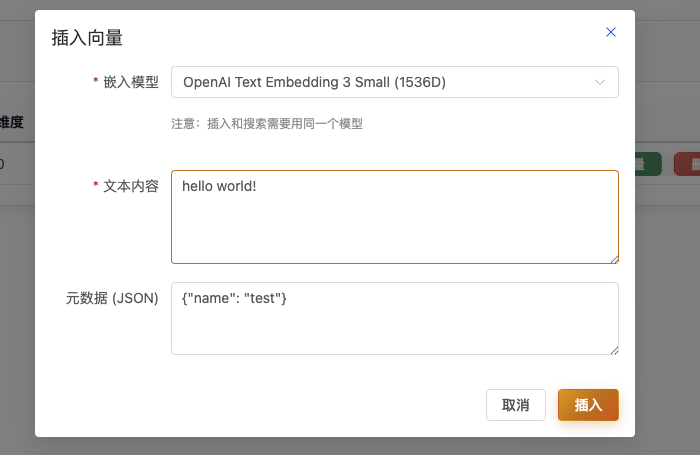 插入向量
* 嵌入模型
OpenAI Text Embedding 3 Small (1536D)
注意：插入和搜索需要用同一个模型
维度
0
量
* 文本内容
hello world!
元数据 (JSON)
{"name": "test"}
取消
插入